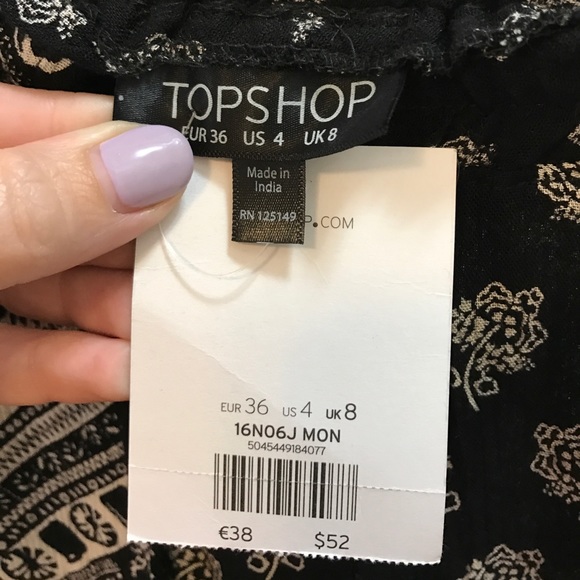 TOPSHOP
EUR 36 US 4 UK 8
Made in
India
RN 125149
P.COM
EUR 36 US 4 UK 8
16N06J MON
5045449184077
€38 $52